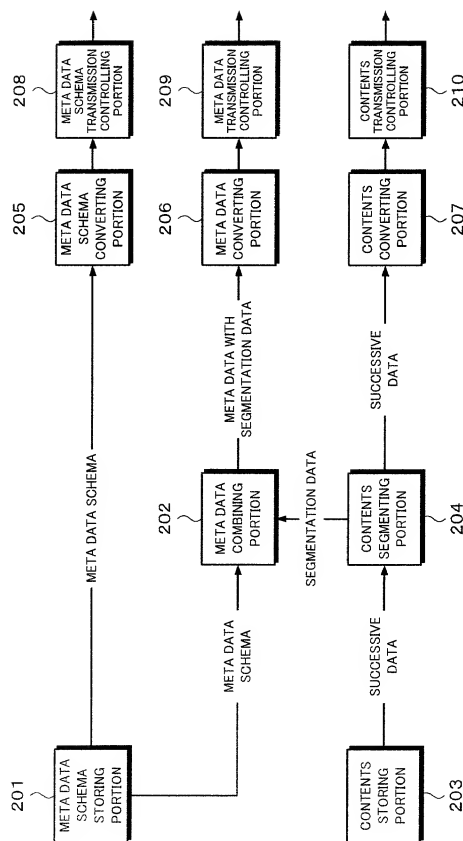 201
META DATA
SCHEMA
STORING
PORTION
META DATA SCHEMA
205
META DATA
SCHEMA
CONVERTING
PORTION
208
META DATA
SCHEMA
TRANSMISSION
CONTROLLING
PORTION
META DATA
SCHEMA
202
META DATA
COMBINING
PORTION
META DATA WITH
SEGMENTATION DATA
206
META DATA
CONVERTING
PORTION
209
META DATA
TRANSMISSION
CONTROLLING
PORTION
SEGMENTATION DATA
CONTENTS
STORING
PORTION
203
SUCCESSIVE
DATA
CONTENTS
SEGMENTING
PORTION
204
SUCCESSIVE
DATA
CONTENTS
CONVERTING
PORTION
207
CONTENTS
TRANSMISSION
CONTROLLING
PORTION
210